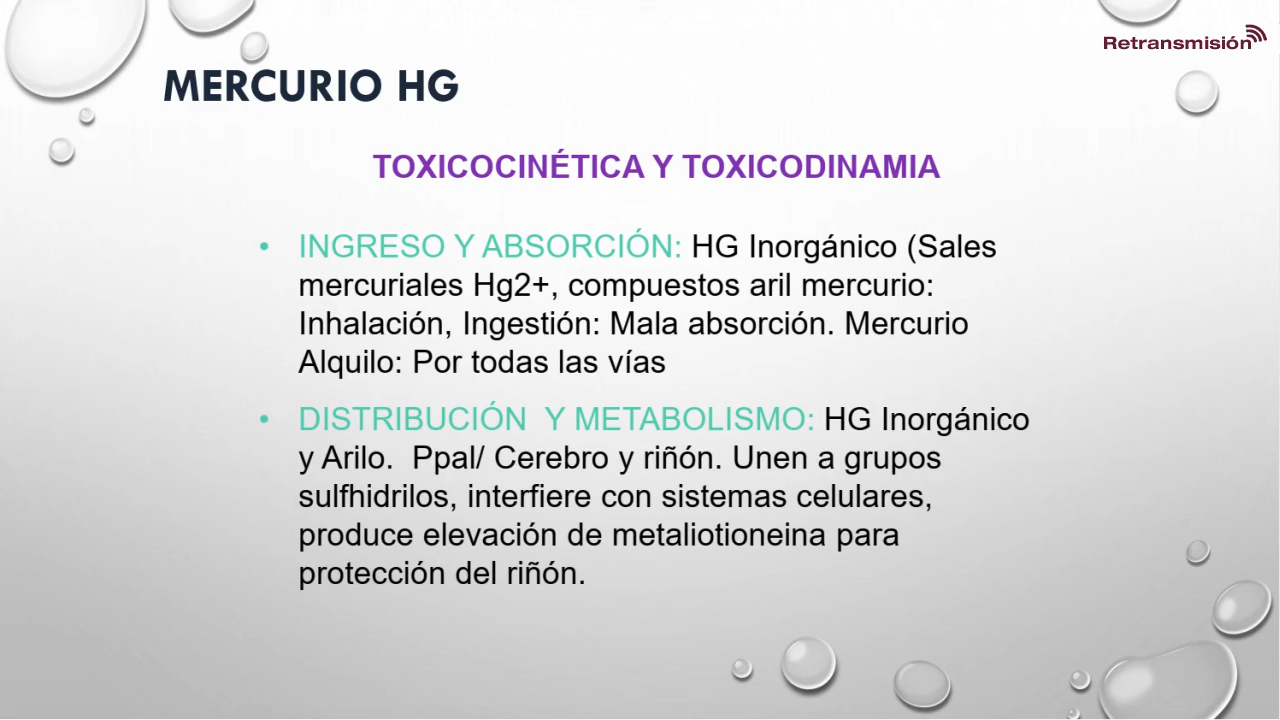 Retransmisión
MERCURIO HG
TOXICOCINÉTICA Y TOXICODINAMIA
• INGRESO Y ABSORCIÓN: HG Inorgánico (Sales
mercuriales Hg2+, compuestos aril mercurio:
Inhalación, Ingestión: Mala absorción. Mercurio
Alquilo: Por todas las vías
• DISTRIBUCIÓN  Y METABOLISMO: HG Inorgánico
y Arilo.  Ppal/ Cerebro y riñón. Unen a grupos
sulfhidrilos, interfiere con sistemas celulares,
produce elevación de metaliotioneina para
protección del riñón.